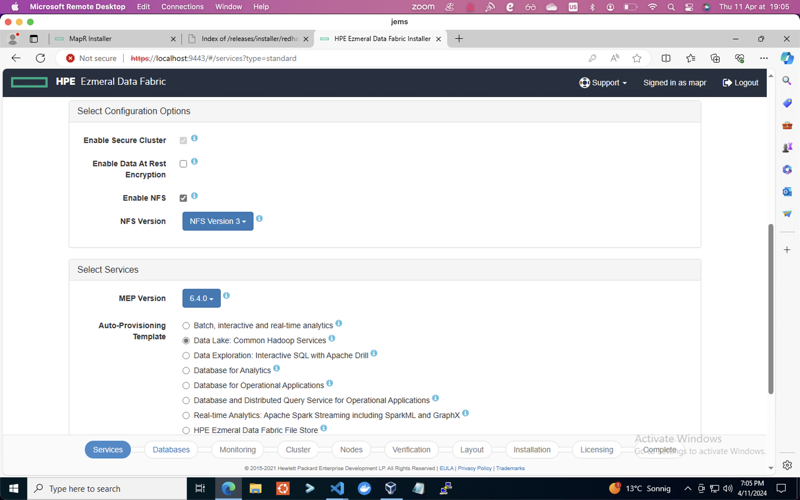 Microsoft Remote Desktop Edit Connections Window Help zoom US Thu 11 Apr at 19:05
jems
MapR Installer
Index of /releases/installer/redha
HPE Ezmeral Data Fabric Installer
Not secure https://localhost:9443/#/services?type=standard
HPE Ezmeral Data Fabric Support Signed in as mapr Logout
Select Configuration Options
Enable Secure Cluster
Enable Data At Rest
Encryption
Enable NFS
NFS Version NFS Version 3
Select Services
MEP Version 6.4.0
Auto-Provisioning
Template
Batch, interactive and real-time analytics
Data Lake: Common Hadoop Services
Data Exploration: Interactive SQL with Apache Drill
Database for Analytics
Database for Operational Applications
Database and Distributed Query Service for Operational Applications
Real-time Analytics: Apache Spark Streaming including SparkML and GraphX
HPE Ezmeral Data Fabric File Store
Activate Windows
Go to Settings to activate Windows.
Services Databases Monitoring Cluster Nodes Verification Layout Installation Licensing Complete
© 2015-2021 Hewlett Packard Enterprise Development LP. All Rights Reserved | EULA | Privacy Policy | Trademarks
Type here to search
13°C Sonnig
7:05 PM
4/11/2024